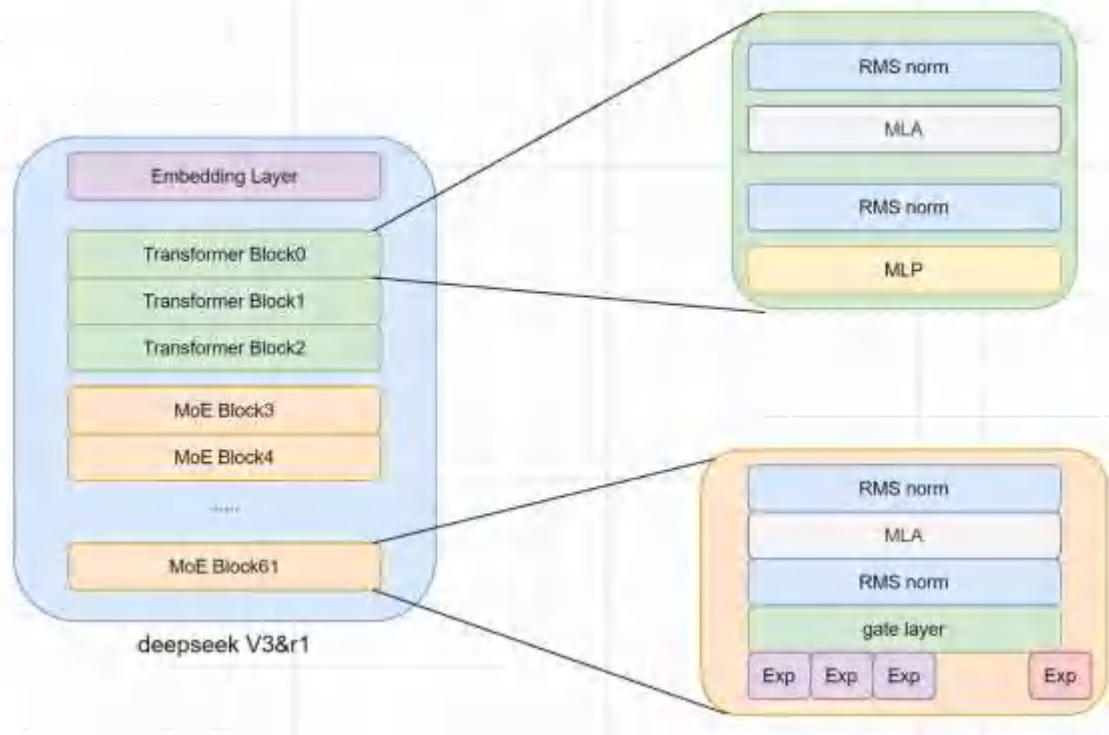 Embedding Layer
Transformer Block0
Transformer Block1
Transformer Block2
MoE Block3
MoE Block4
......
MoE Block61
deepseek V3&r1
RMS norm
MLA
RMS norm
MLP
RMS norm
MLA
RMS norm
gate layer
Exp Exp Exp Exp